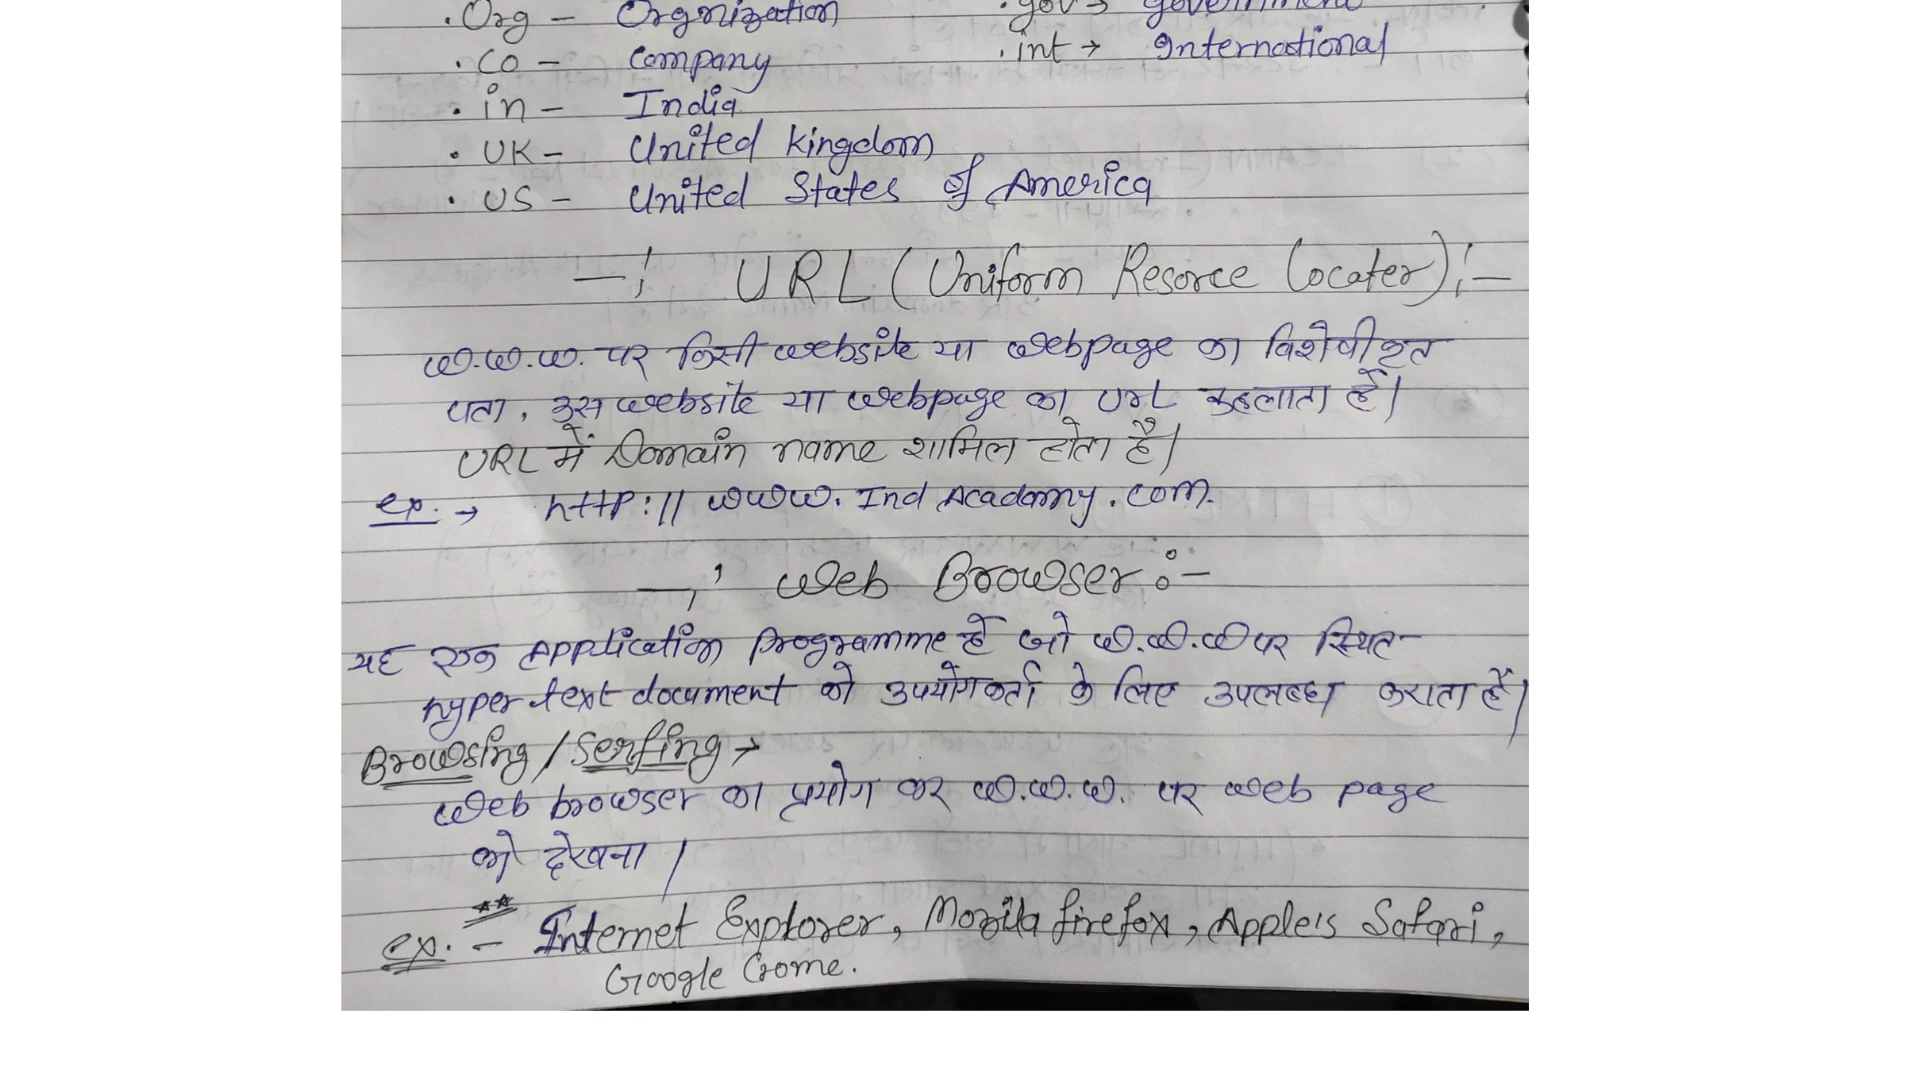 .Org - Orgnization .gov → government
.co - Company .int → International
.in - India
.UK - United kingdom
.US - United States of America
-: URL (Uniform Resorce Locater) :-
W.W.W. पर किसी website या webpage का विशेषीकृत
पता, उस website या webpage का URL कहलाता है।
URL में Domain name शामिल होता है।
ex. → http:// www. Ind Acadomy.com.
-: Web Browser :-
यह एक Application Programme है जो W.W.W पर स्थित
hyper text document को उपयोगकर्ता के लिए उपलब्ध कराता है।
Browsing / Serfing →
Web browser का प्रयोग कर W.W.W. पर web page
को देखना।
**
ex. - Internet Explorer, Mozila firefox, Apple's Safari,
Google Crome.